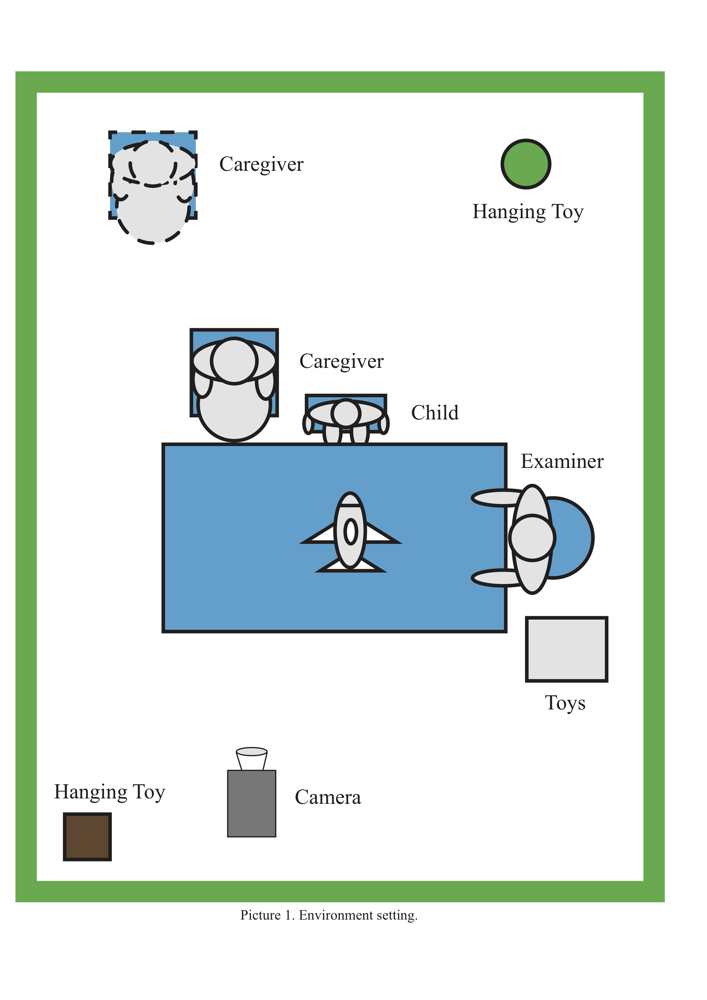 Caregiver
Hanging Toy
Caregiver
Child
Examiner
Toys
Hanging Toy
Camera
Picture 1. Environment setting.